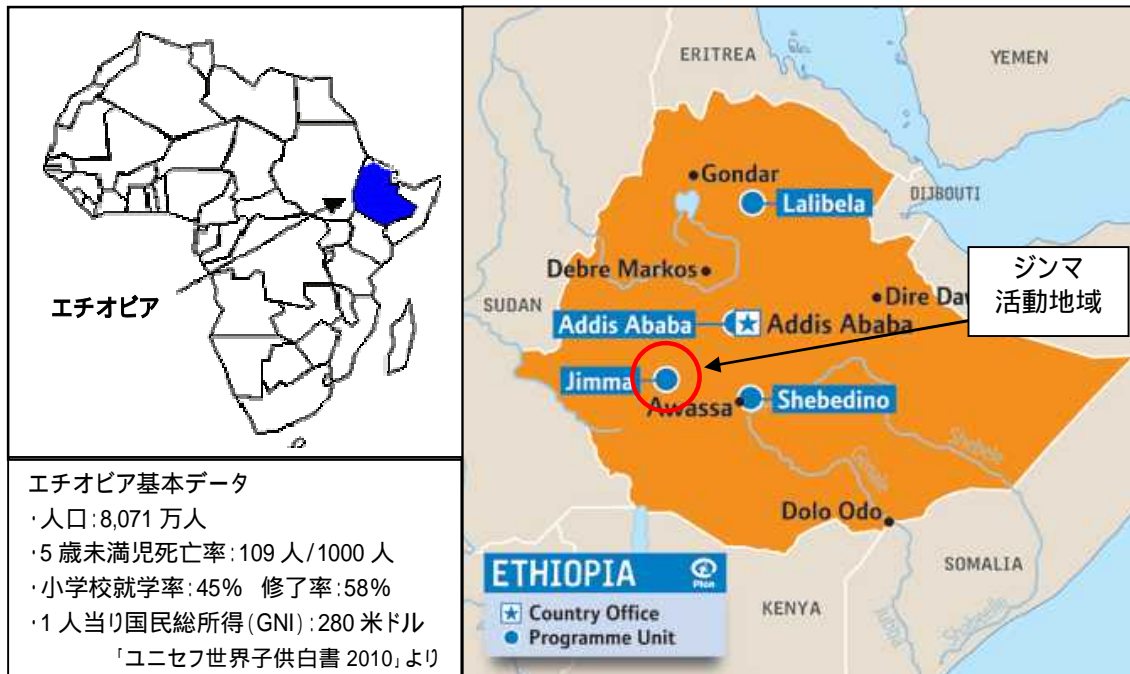 エチオピア
エチオピア基本データ
・人口：8,071 万人
・5 歳未満児死亡率：109 人/1000 人
・小学校就学率：45%　修了率：58%
・1 人当り国民総所得（GNI）：280 米ドル
「ユニセフ世界子供白書 2010」より
ERITREA
YEMEN
Gondar
Lalibela
DJIBOUTI
ジンマ
活動地域
Debre Markos
Dire Daw
SUDAN
Addis Ababa
Addis Ababa
Jimma
Awassa
Shebedino
Shebele
Genale
Dolo Odo
SOMALIA
ETHIOPIA
Plan
Country Office
Programme Unit
KENYA